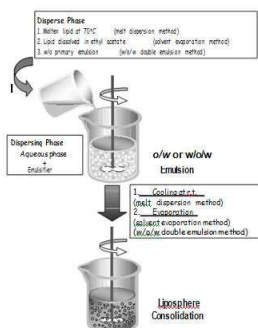 Disperse Phase
1. Molten lipid at 70°C (melt dispersion method)
2. Lipid dissolved in ethyl acetate (solvent evaporation method)
3. w/o primary emulsion (w/o/w double emulsion method)
I
Dispersing Phase
Aqueous phase
+
Emulsifier
o/w or w/o/w
Emulsion
1. Cooling at r.t.
(melt dispersion method)
2. Evaporation
(solvent evaporation method)
(w/o/w double emulsion method)
Liposphere
Consolidation